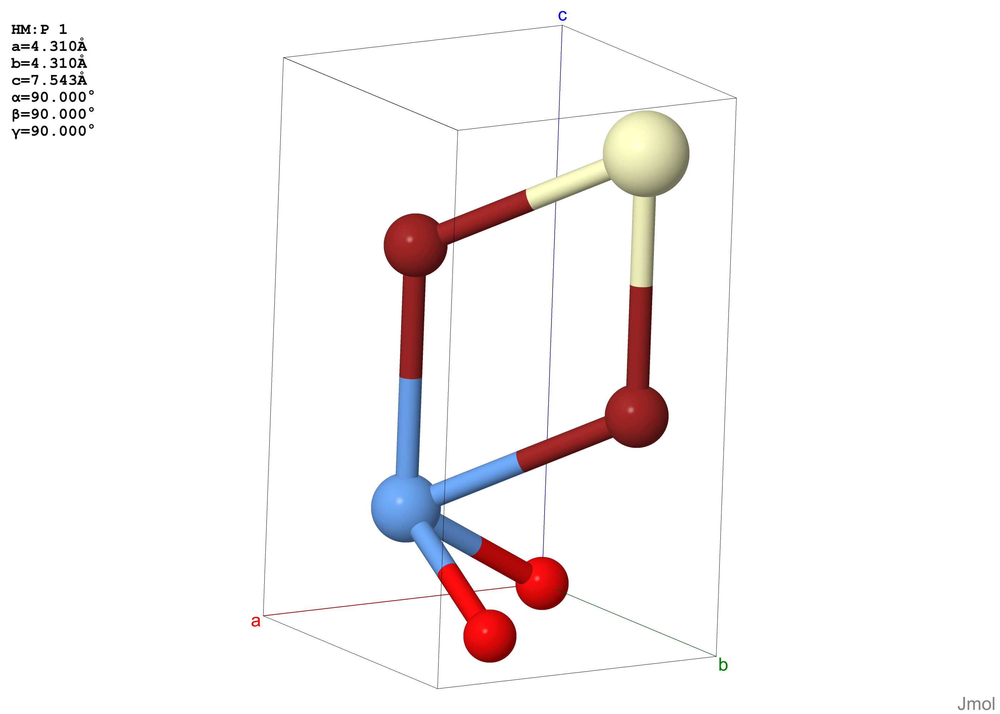 HM:P 1
a=4.310Å
b=4.310Å
c=7.543Å
α=90.000°
β=90.000°
γ=90.000°
c
a
b
Jmol